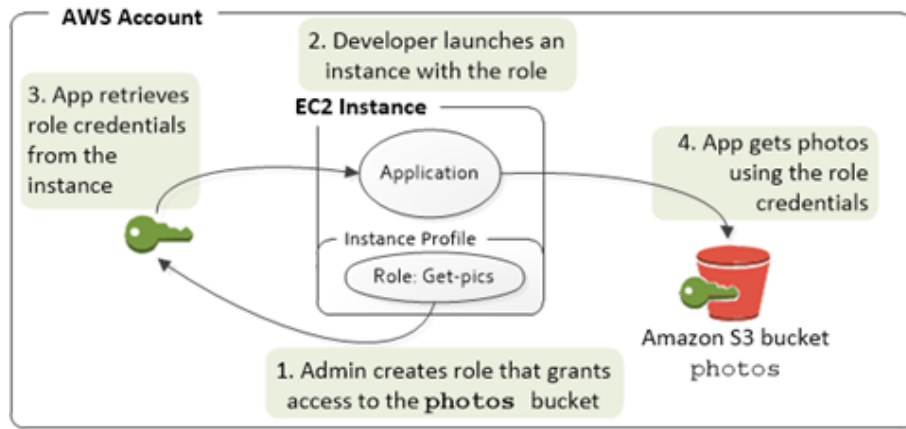 AWS Account
2. Developer launches an
instance with the role
3. App retrieves
role credentials
from the
instance
EC2 Instance
Application
4. App gets photos
using the role
credentials
Instance Profile
Role: Get-pics
Amazon S3 bucket
photos
1. Admin creates role that grants
access to the photos bucket